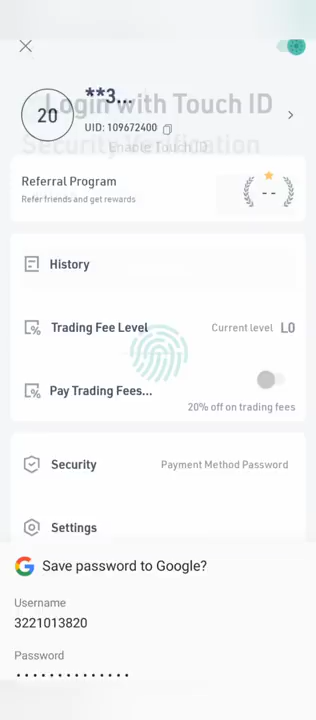 **3...
20
Login with Touch ID
UID: 109672400
Security Verification
Enable Touch ID
Referral Program
Refer friends and get rewards
--
History
Trading Fee Level
Current level L0
Pay Trading Fees...
20% off on trading fees
Security
Payment Method Password
Settings
Save password to Google?
Username
3221013820
Password
••••••••••••••